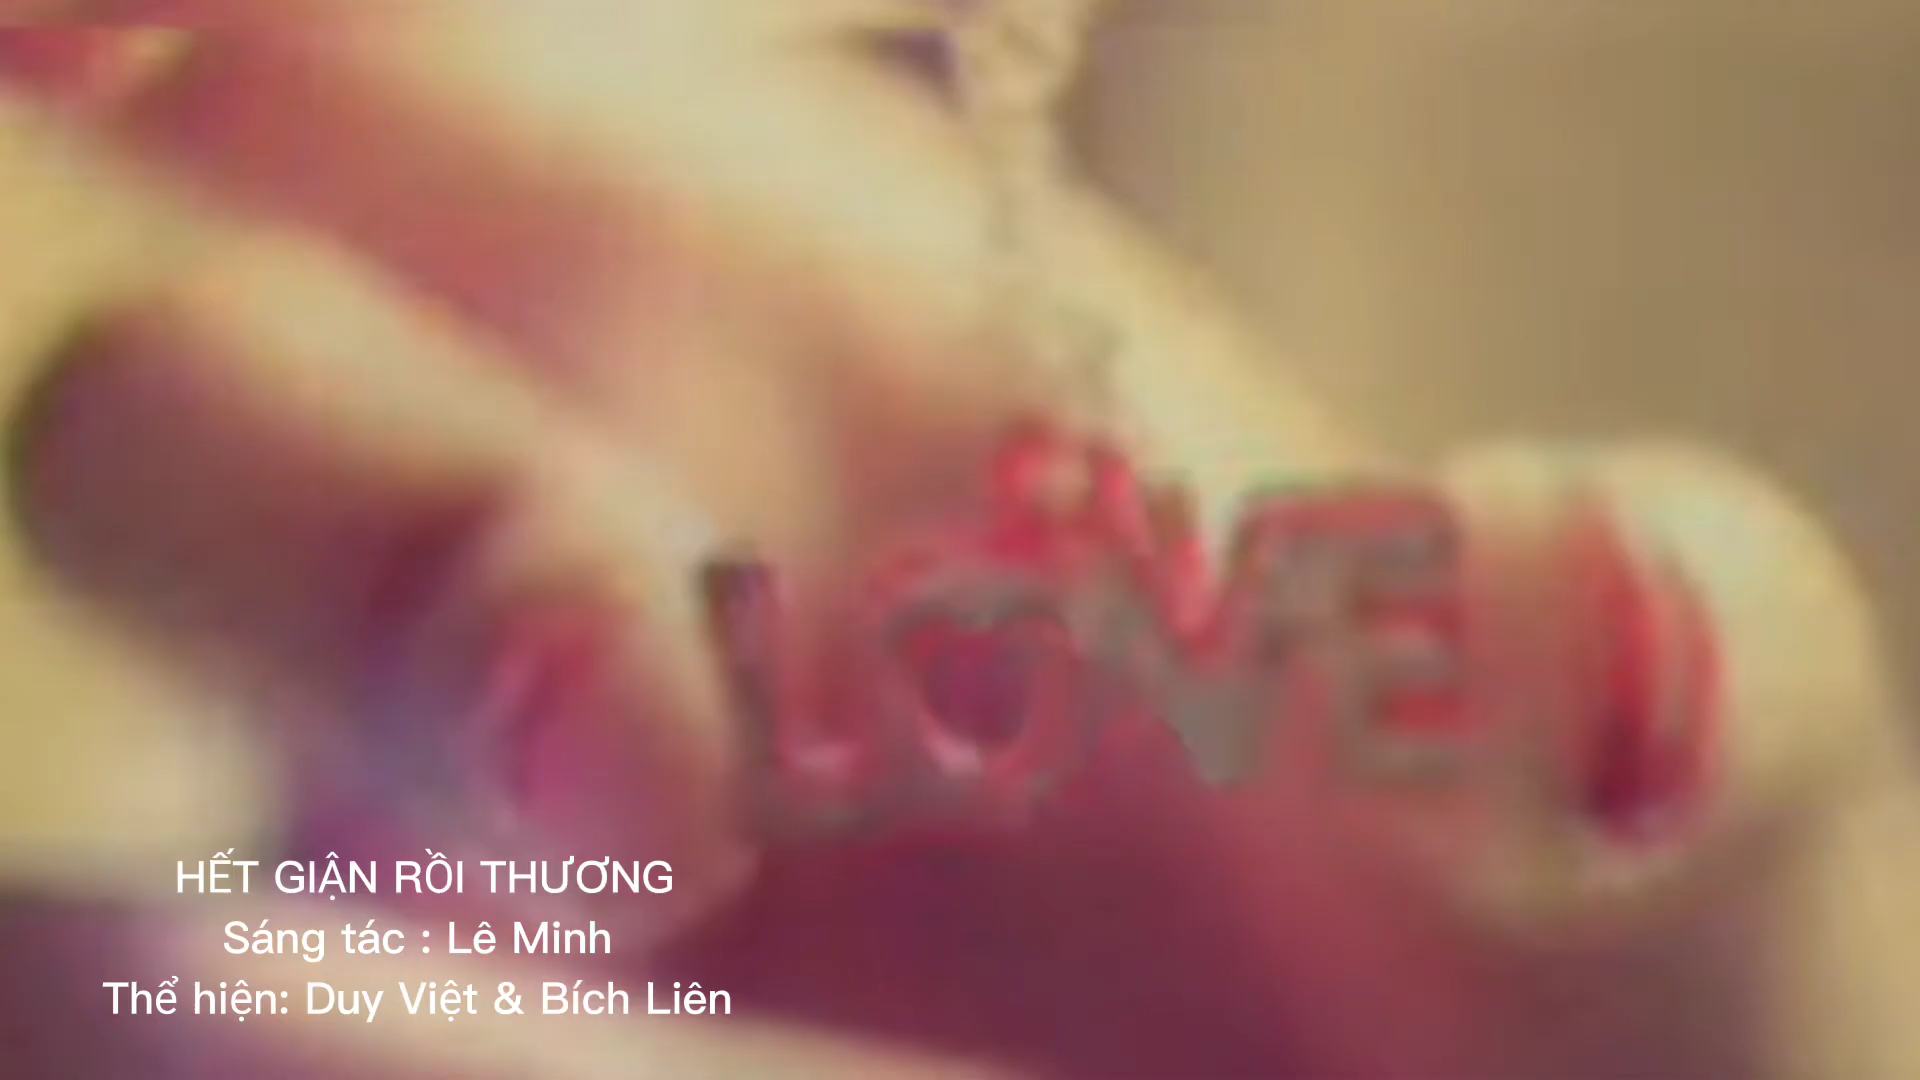 LOVE
HẾT GIẬN RỒI THƯƠNG
Sáng tác : Lê Minh
Thể hiện: Duy Việt & Bích Liên